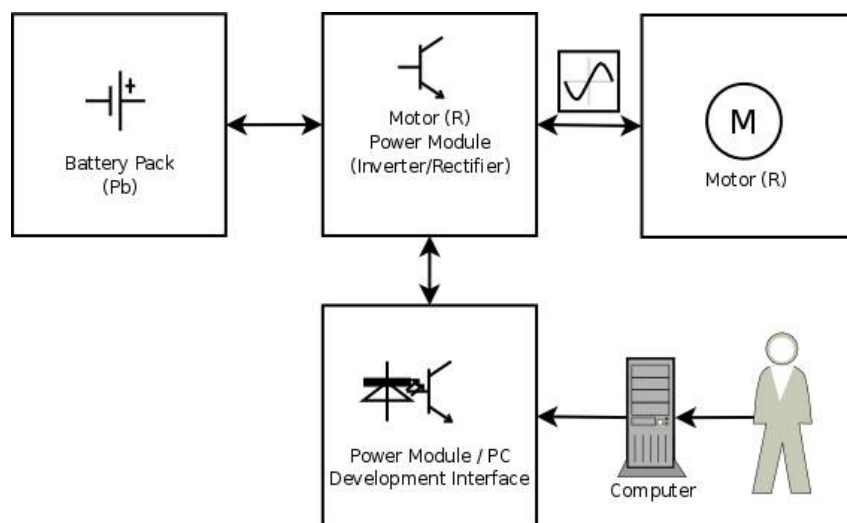 Battery Pack
(Pb)
Motor (R)
Power Module
(Inverter/Rectifier)
M
Motor (R)
Power Module / PC
Development Interface
Computer